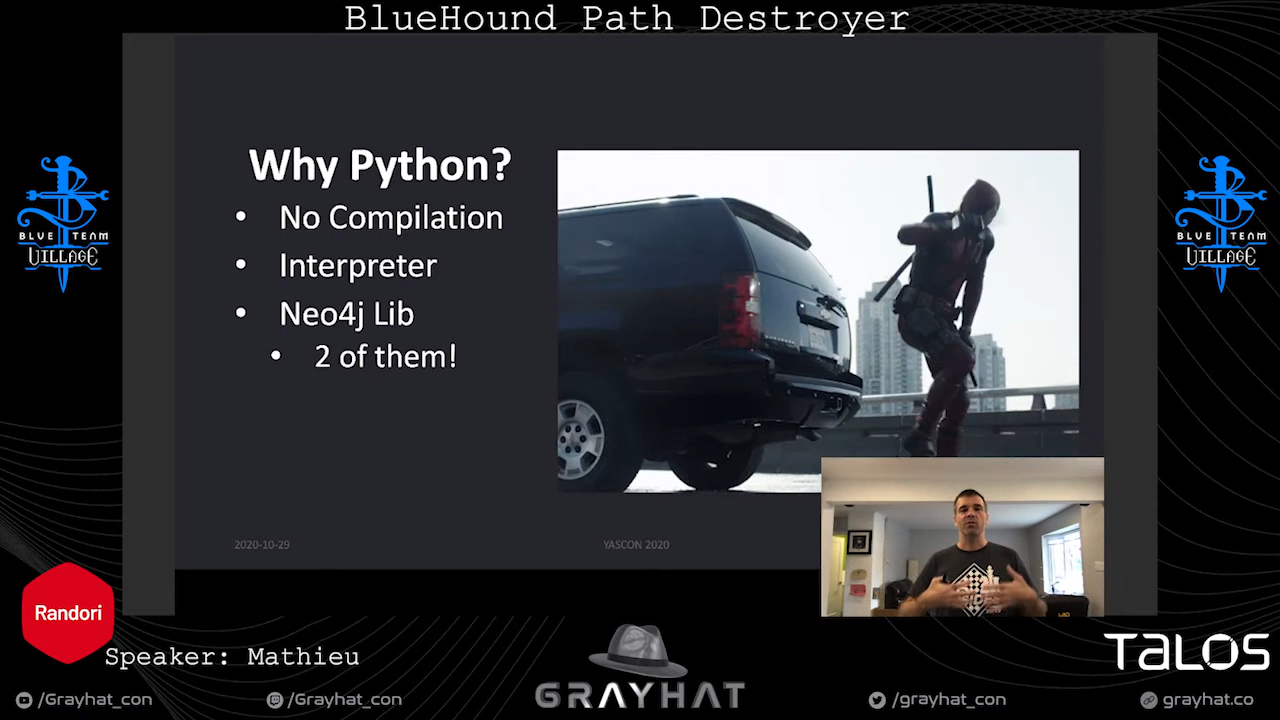 BlueHound Path Destroyer
Why Python?
• No Compilation
• Interpreter
• Neo4j Lib
• 2 of them!
2020-10-29
YASCON 2020
BLUE TEAM
VILLAGE
BLUE TEAM
VILLAGE
Randori
Speaker: Mathieu
TALOS
GRAYHAT
/Grayhat_con
/Grayhat_con
/grayhat_con
grayhat.co